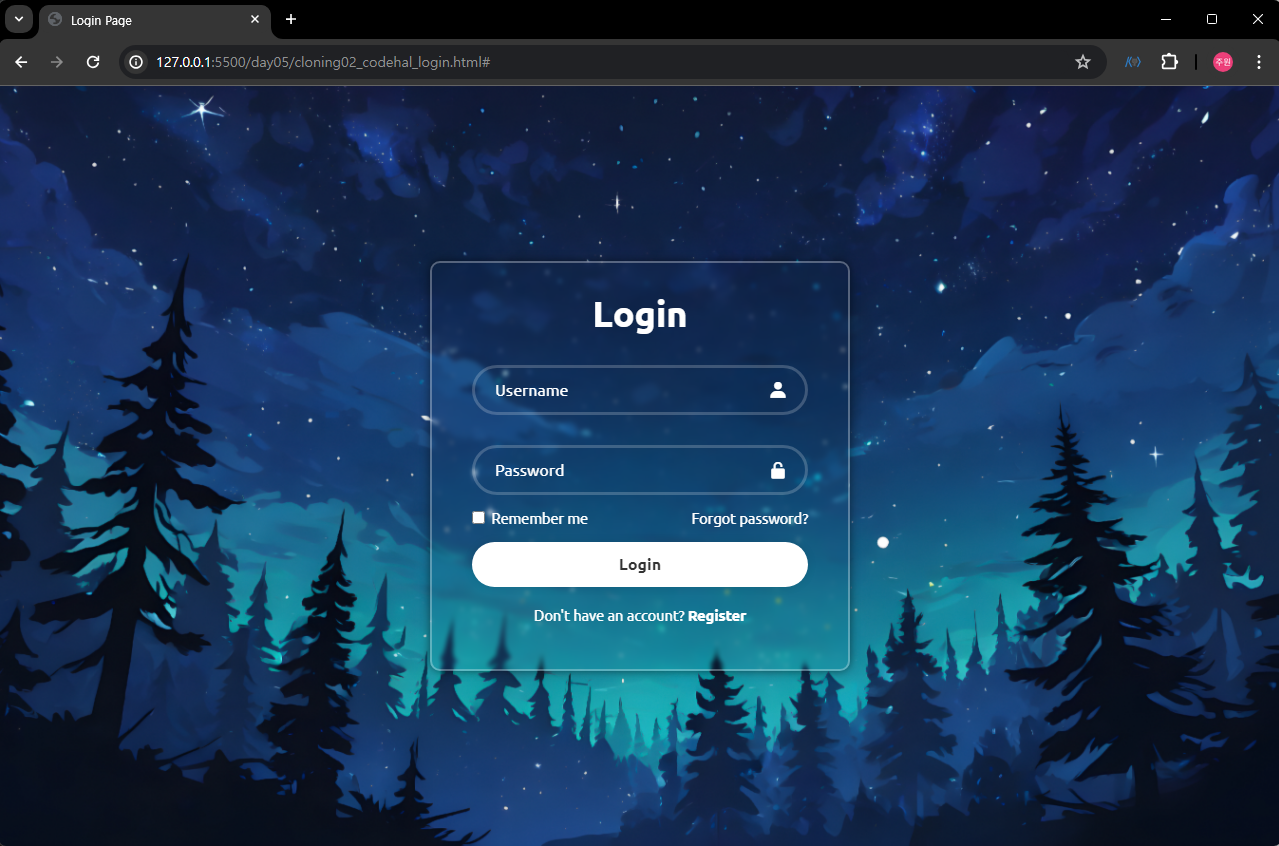 Login Page
127.0.0.1:5500/day05/cloning02_codehal_login.html#
주원
Login
Username
Password
Remember me Forgot password?
Login
Don't have an account? Register